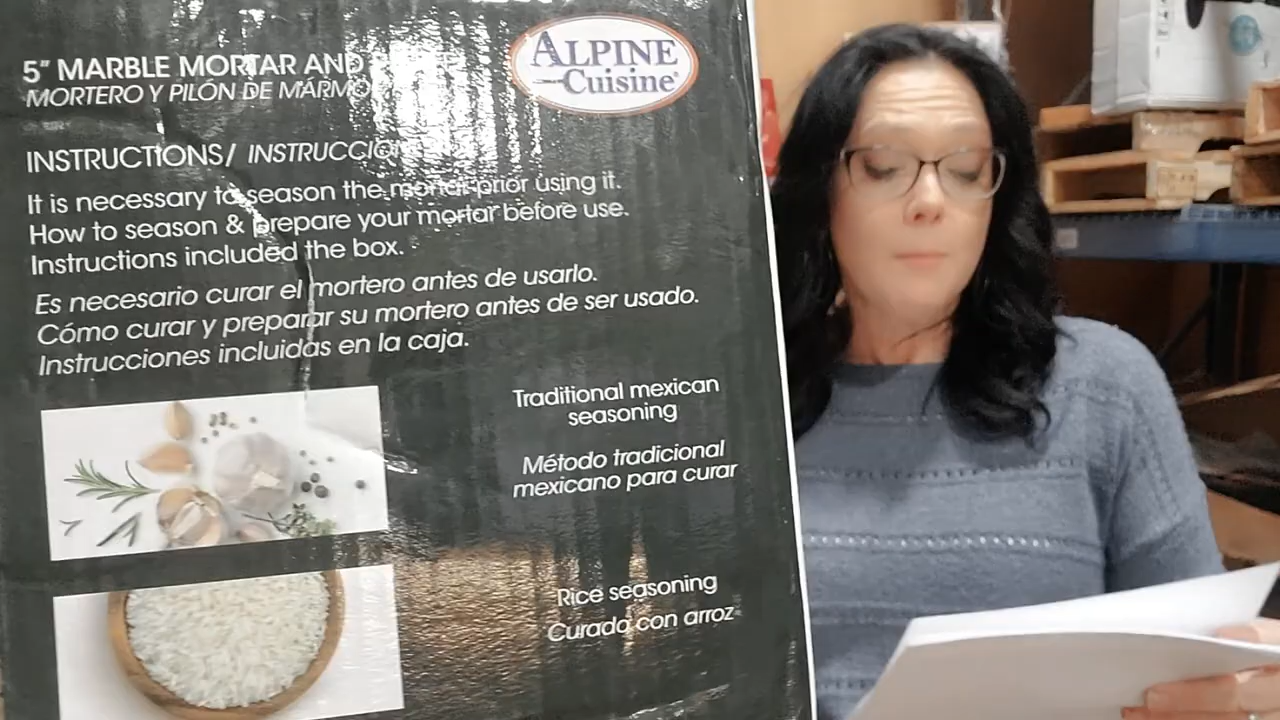 5" MARBLE MORTAR AND
MORTERO Y PILÓN DE MÁRMO
ALPINE
Cuisine®
INSTRUCTIONS/ INSTRUCCION
It is necessary to season the mortar prior using it.
How to season & prepare your mortar before use.
Instructions included the box.
Es necesario curar el mortero antes de usarlo.
Cómo curar y preparar su mortero antes de ser usado.
Instrucciones incluidas en la caja.
Traditional mexican
seasoning
Método tradicional
mexicano para curar
Rice seasoning
Curada con arroz